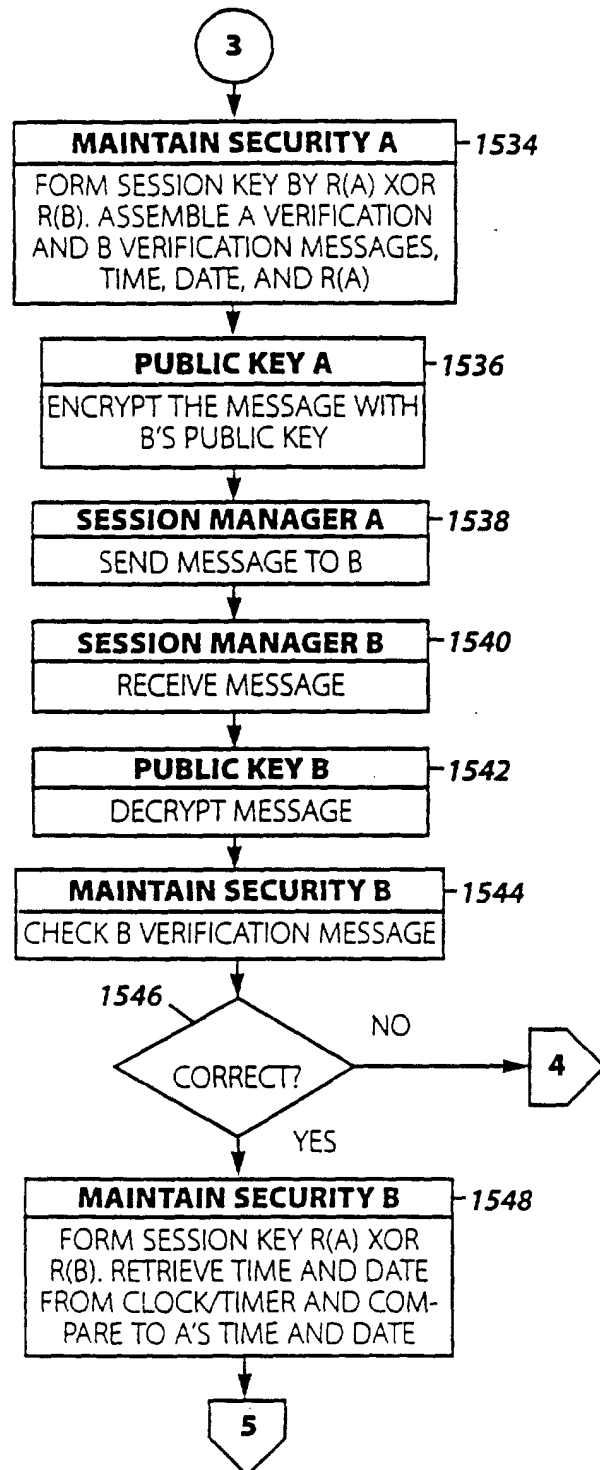 3
MAINTAIN SECURITY A
1534
FORM SESSION KEY BY R(A) XOR
R(B). ASSEMBLE A VERIFICATION
AND B VERIFICATION MESSAGES,
TIME, DATE, AND R(A)
PUBLIC KEY A
1536
ENCRYPT THE MESSAGE WITH
B'S PUBLIC KEY
SESSION MANAGER A
1538
SEND MESSAGE TO B
SESSION MANAGER B
1540
RECEIVE MESSAGE
PUBLIC KEY B
1542
DECRYPT MESSAGE
MAINTAIN SECURITY B
1544
CHECK B VERIFICATION MESSAGE
1546
NO
CORRECT?
4
YES
MAINTAIN SECURITY B
1548
FORM SESSION KEY R(A) XOR
R(B). RETRIEVE TIME AND DATE
FROM CLOCK/TIMER AND COM-
PARE TO A'S TIME AND DATE
5